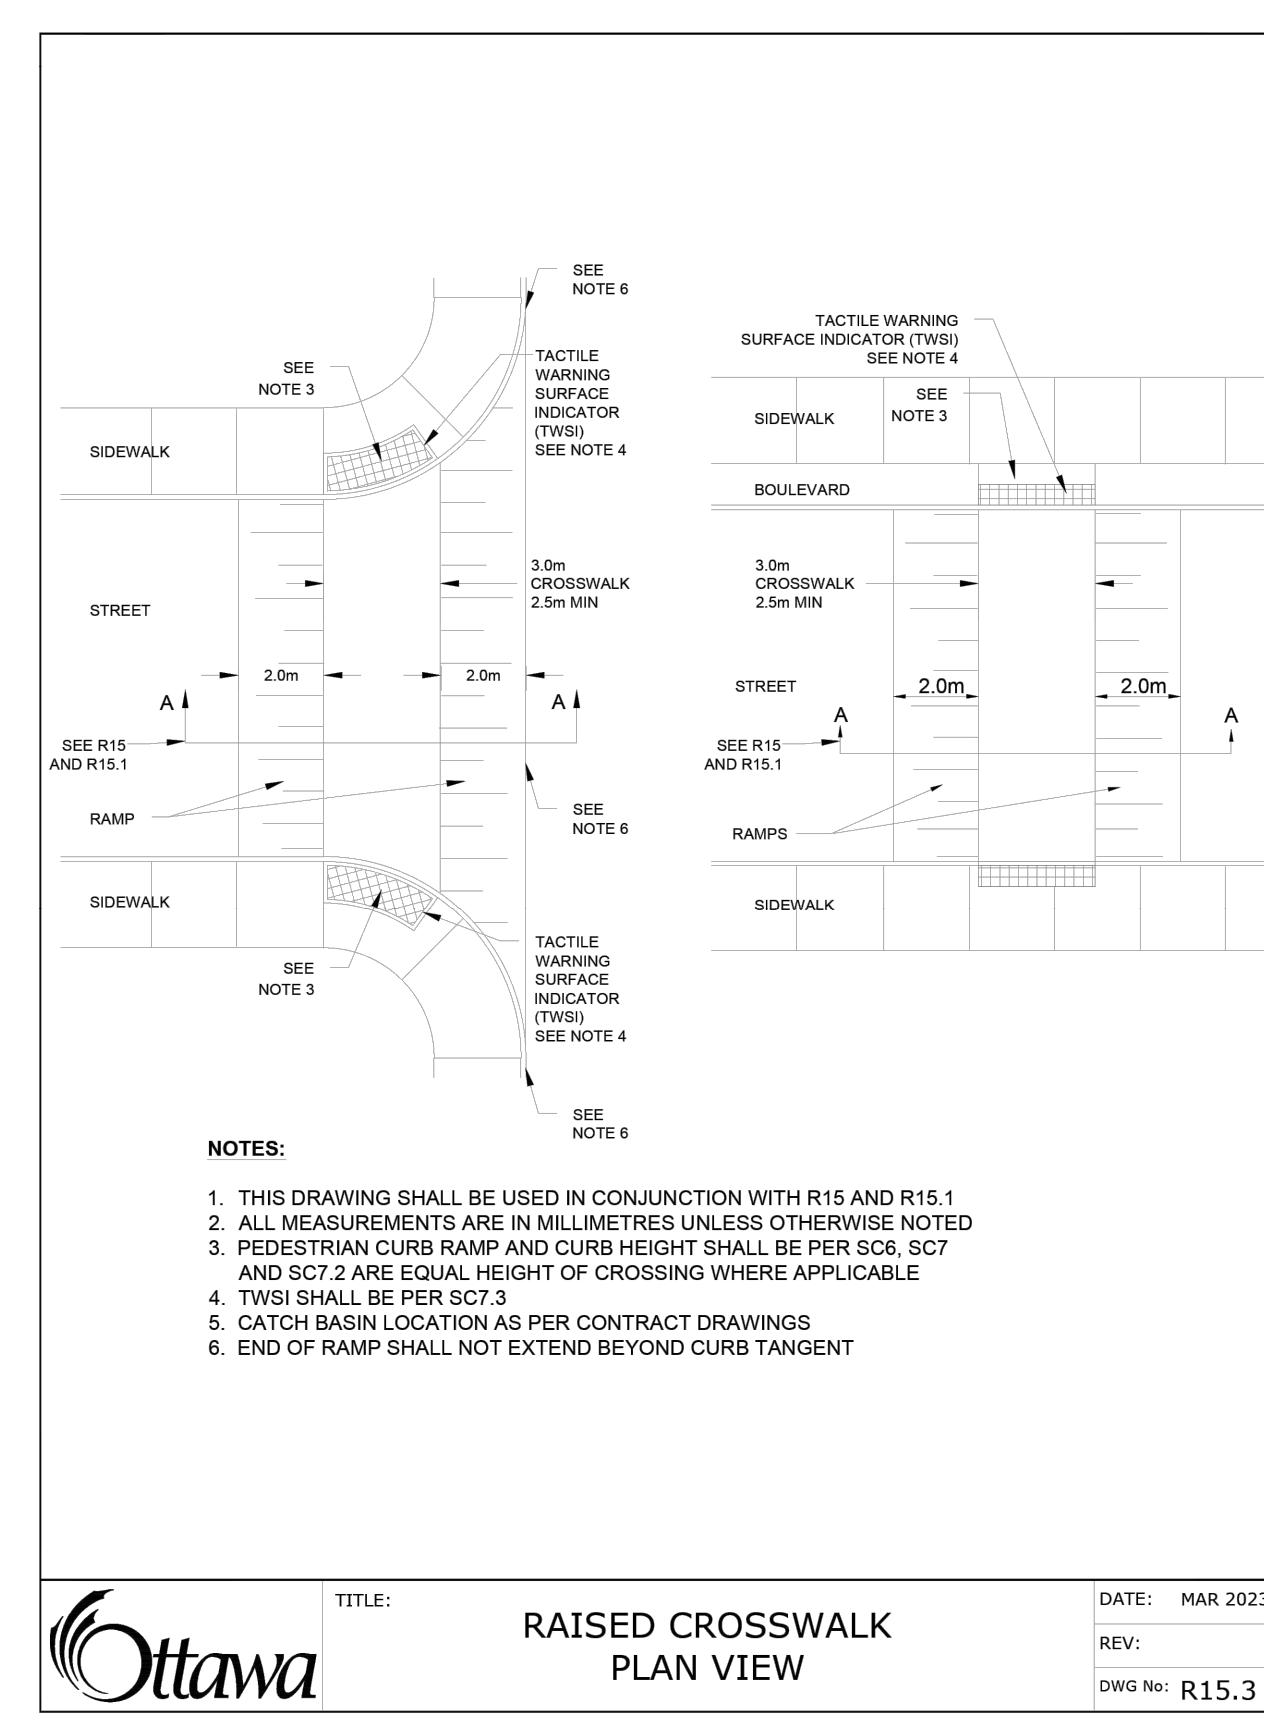 SEE
NOTE 6
SEE
NOTE 3
TACTILE
WARNING
SURFACE
INDICATOR
(TWSI)
SEE NOTE 4
SIDEWALK
3.0m
CROSSWALK
2.5m MIN
STREET
2.0m
2.0m
A
A
SEE R15
AND R15.1
RAMP
SEE
NOTE 6
SIDEWALK
SEE
NOTE 3
TACTILE
WARNING
SURFACE
INDICATOR
(TWSI)
SEE NOTE 4
SEE
NOTE 6
TACTILE WARNING
SURFACE INDICATOR (TWSI)
SEE NOTE 4
SEE
NOTE 3
SIDEWALK
BOULEVARD
3.0m
CROSSWALK
2.5m MIN
STREET
2.0m
2.0m
A
A
SEE R15
AND R15.1
RAMPS
SIDEWALK
NOTES:
1. THIS DRAWING SHALL BE USED IN CONJUNCTION WITH R15 AND R15.1
2. ALL MEASUREMENTS ARE IN MILLIMETRES UNLESS OTHERWISE NOTED
3. PEDESTRIAN CURB RAMP AND CURB HEIGHT SHALL BE PER SC6, SC7
AND SC7.2 ARE EQUAL HEIGHT OF CROSSING WHERE APPLICABLE
4. TWSI SHALL BE PER SC7.3
5. CATCH BASIN LOCATION AS PER CONTRACT DRAWINGS
6. END OF RAMP SHALL NOT EXTEND BEYOND CURB TANGENT
Ottawa
TITLE:
RAISED CROSSWALK
PLAN VIEW
DATE: MAR 2023
REV:
DWG No: R15.3